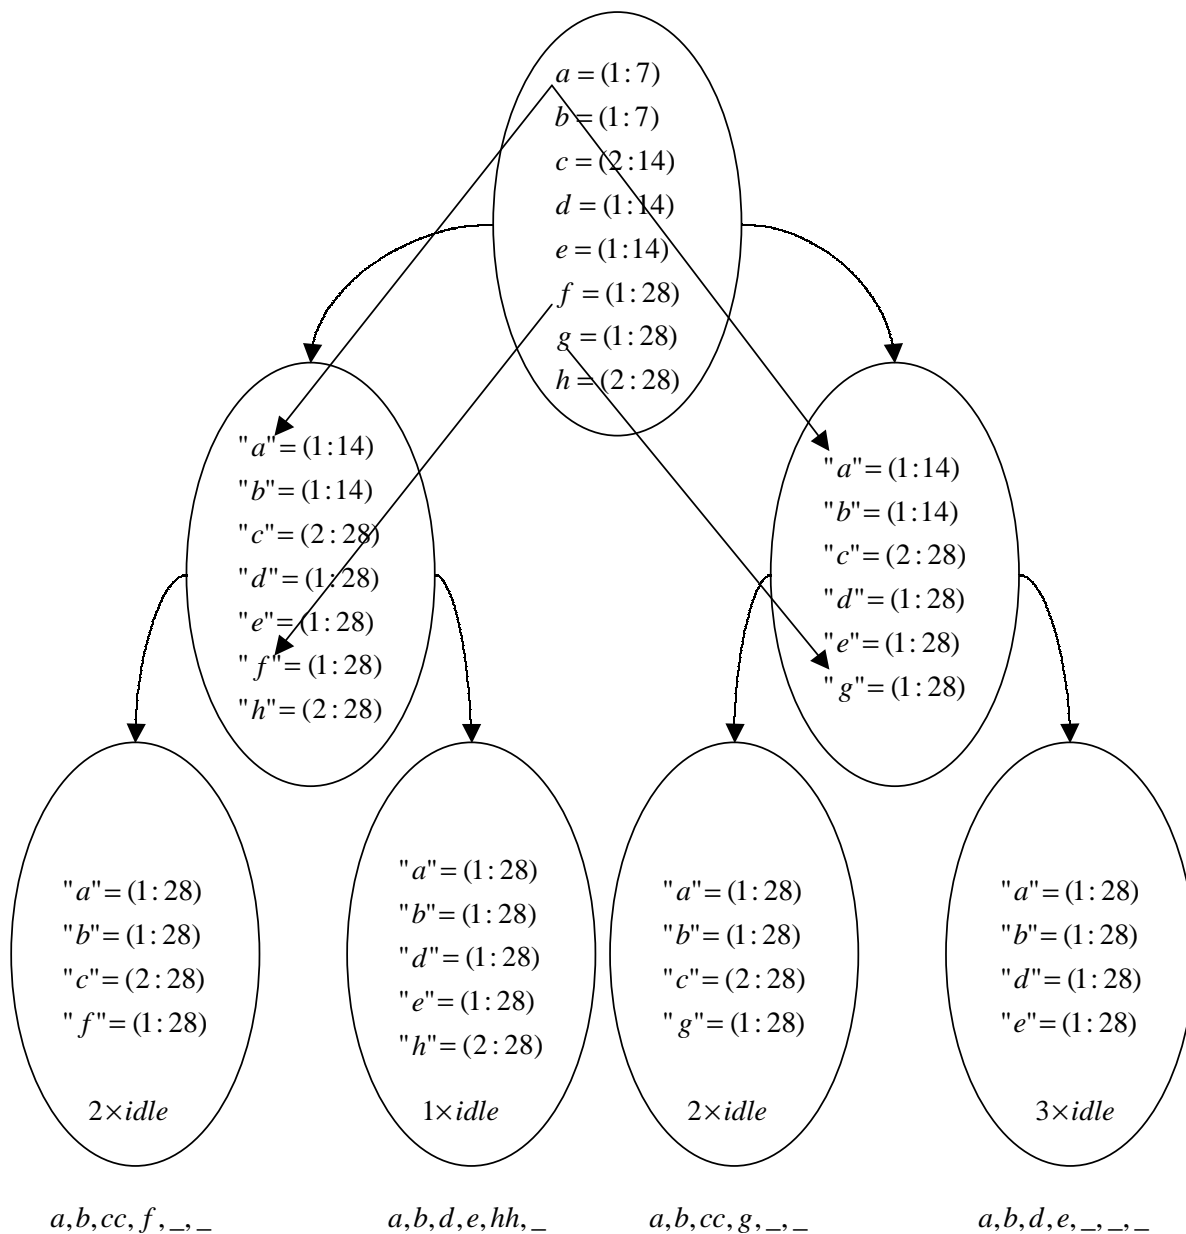 a = (1:7)
b = (1:7)
c = (2:14)
d = (1:14)
e = (1:14)
f = (1:28)
g = (1:28)
h = (2:28)
"a"= (1:14)
"b"= (1:14)
"c"= (2:28)
"d"= (1:28)
"e"= (1:28)
"f"= (1:28)
"h"= (2:28)
"a"= (1:14)
"b"= (1:14)
"c"= (2:28)
"d"= (1:28)
"e"= (1:28)
"g"= (1:28)
"a"= (1:28)
"b"= (1:28)
"c"= (2:28)
"f"= (1:28)
2×idle
"a"= (1:28)
"b"= (1:28)
"d"= (1:28)
"e"= (1:28)
"h"= (2:28)
1×idle
"a"= (1:28)
"b"= (1:28)
"c"= (2:28)
"g"= (1:28)
2×idle
"a"= (1:28)
"b"= (1:28)
"d"= (1:28)
"e"= (1:28)
3×idle
a,b,cc,f,_,_
a,b,d,e,hh,_
a,b,cc,g,_,_
a,b,d,e,_,_,_